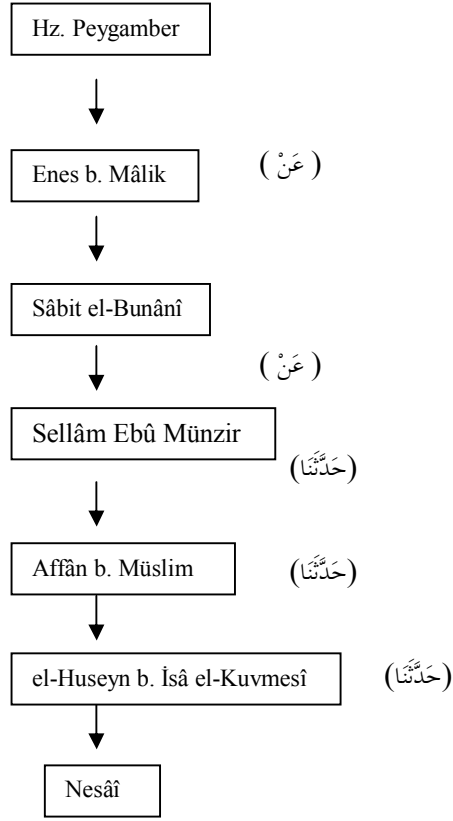 Hz. Peygamber
Enes b. Mâlik
( عَنْ )
Sâbit el-Bunânî
( عَنْ )
Sellâm Ebû Münzir
(حَدَّثَنَا)
Affân b. Müslim
(حَدَّثَنَا)
el-Huseyn b. İsâ el-Kuvmesî
(حَدَّثَنَا)
Nesâî